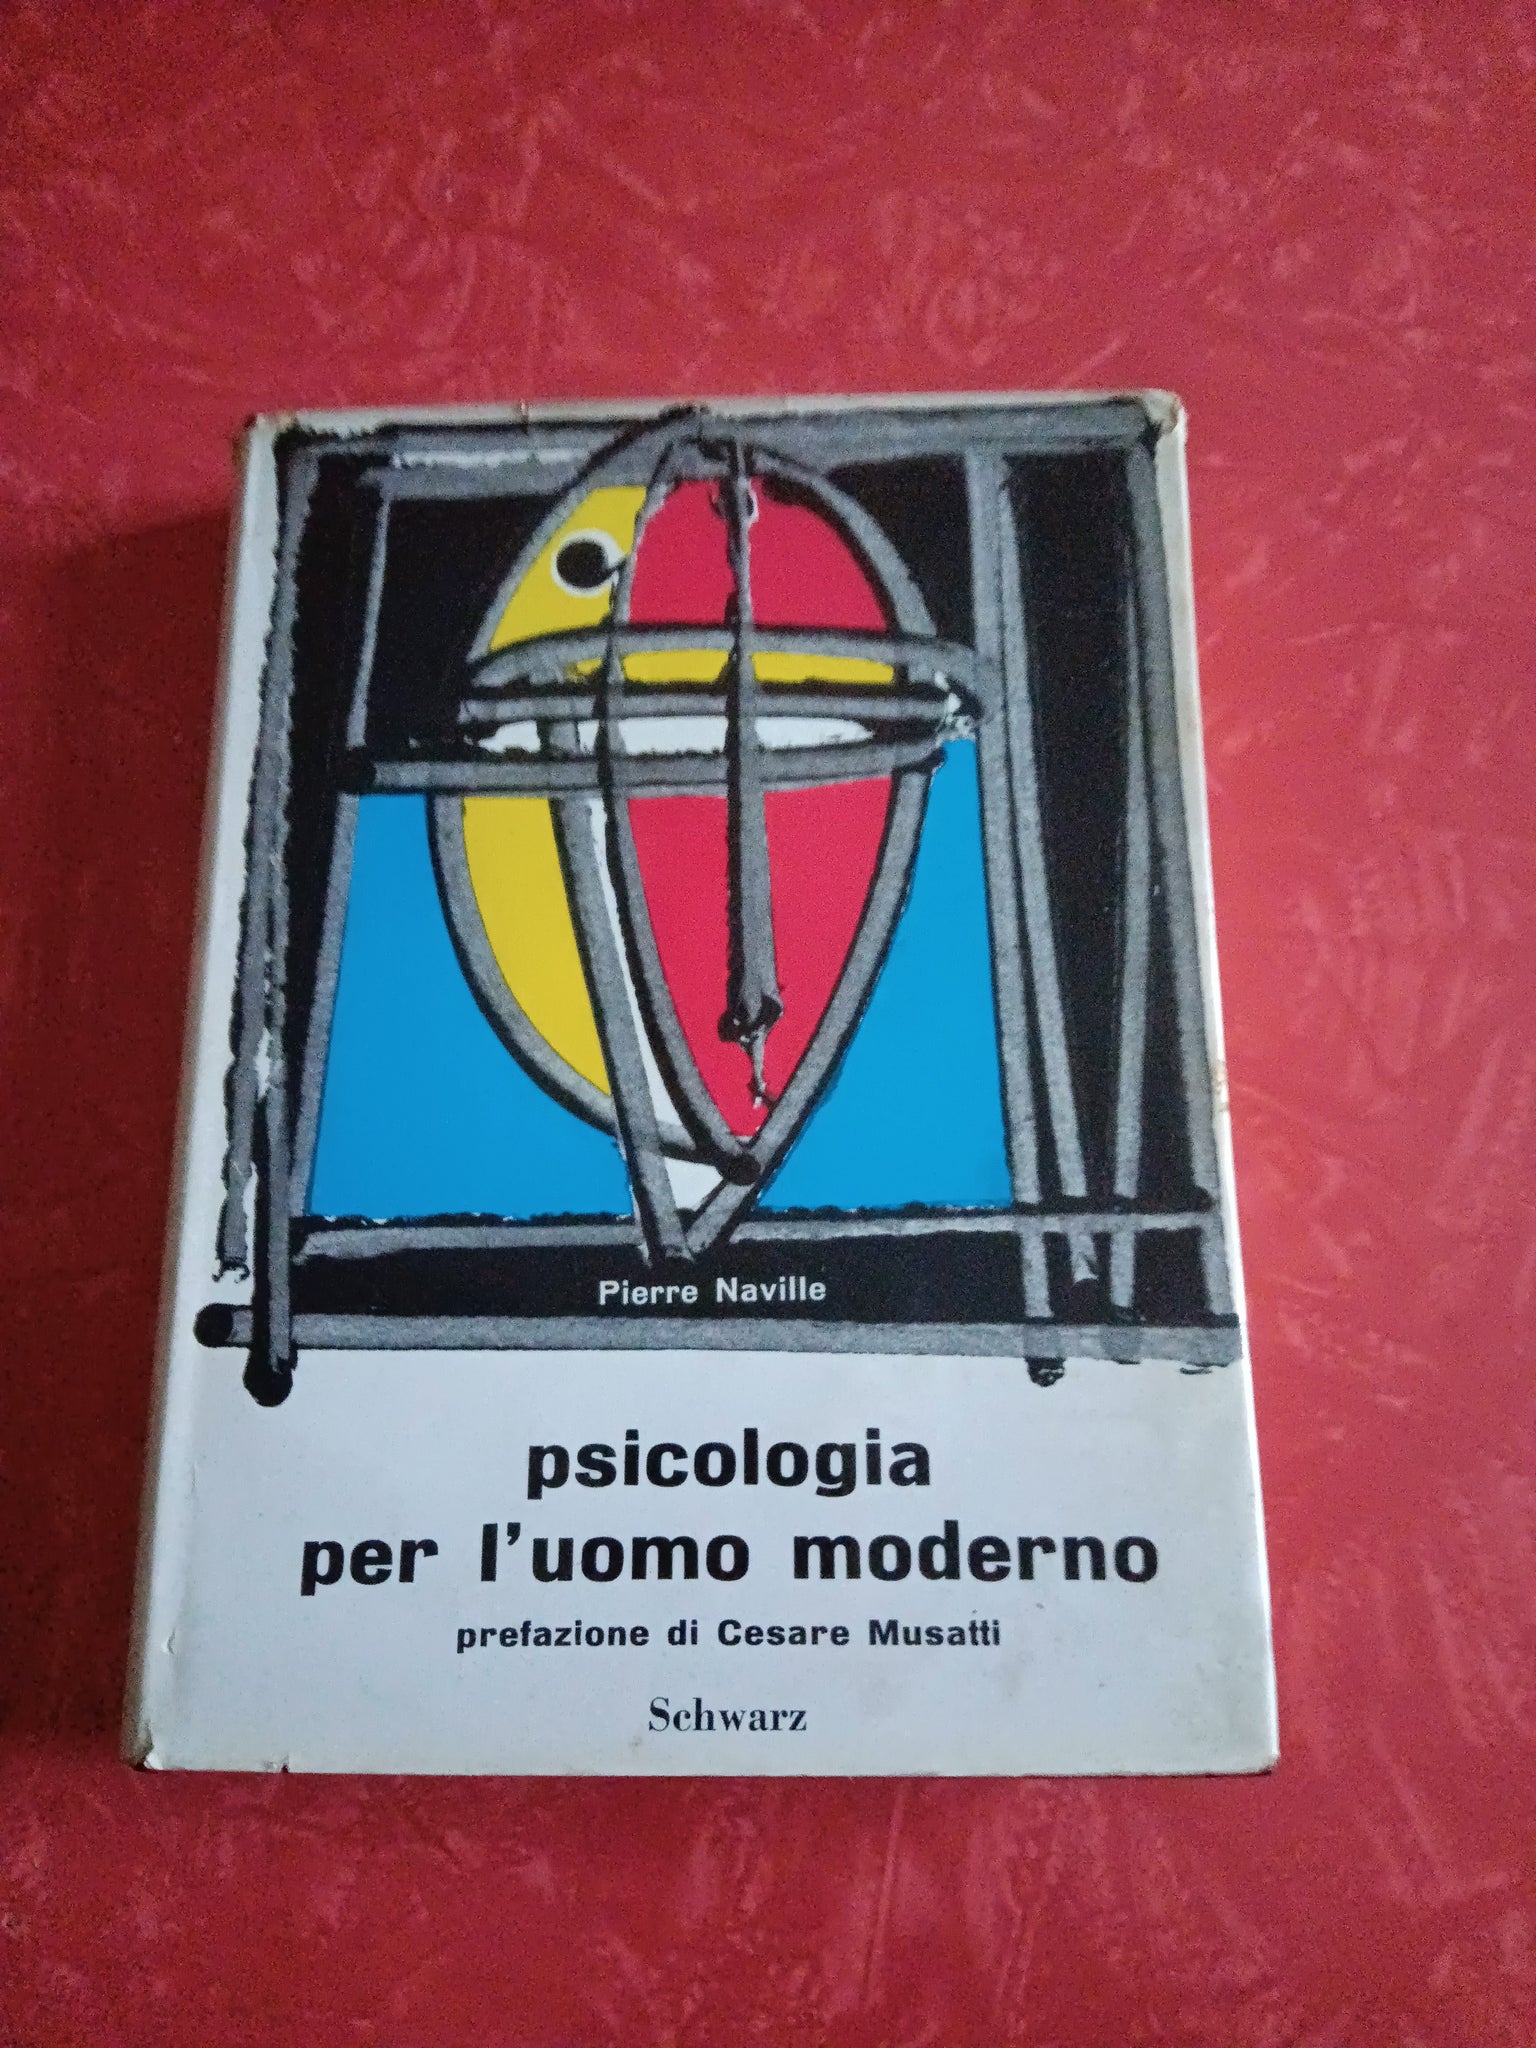 Pierre Naville
psicologia
per l'uomo moderno
prefazione di Cesare Musatti
Schwarz